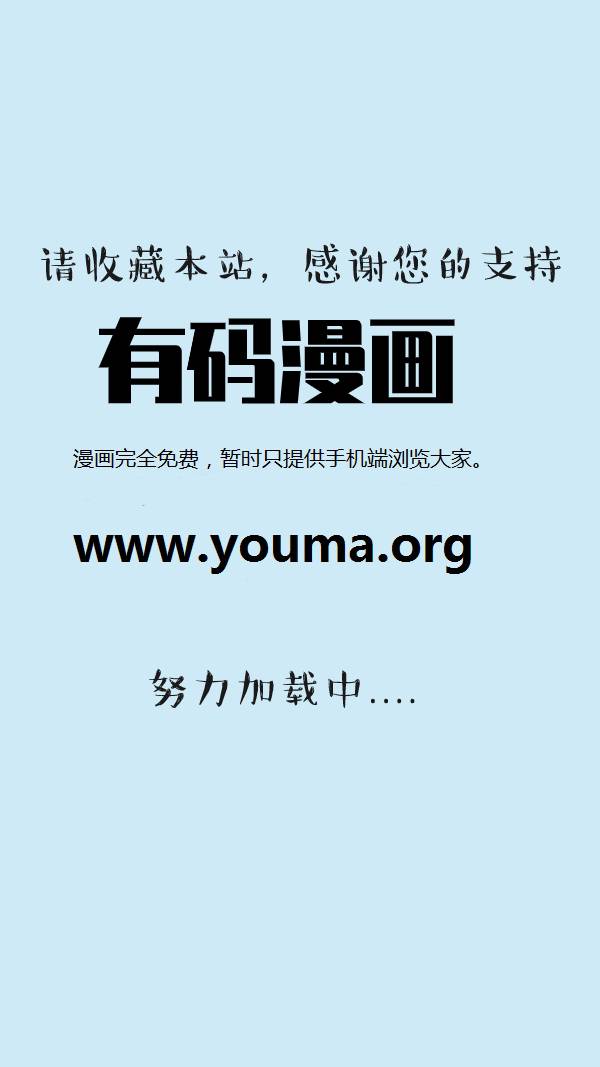 请收藏本站，感谢您的支持
有码漫画
漫画完全免费，暂时只提供手机端浏览大家。
www.youma.org
努力加载中....